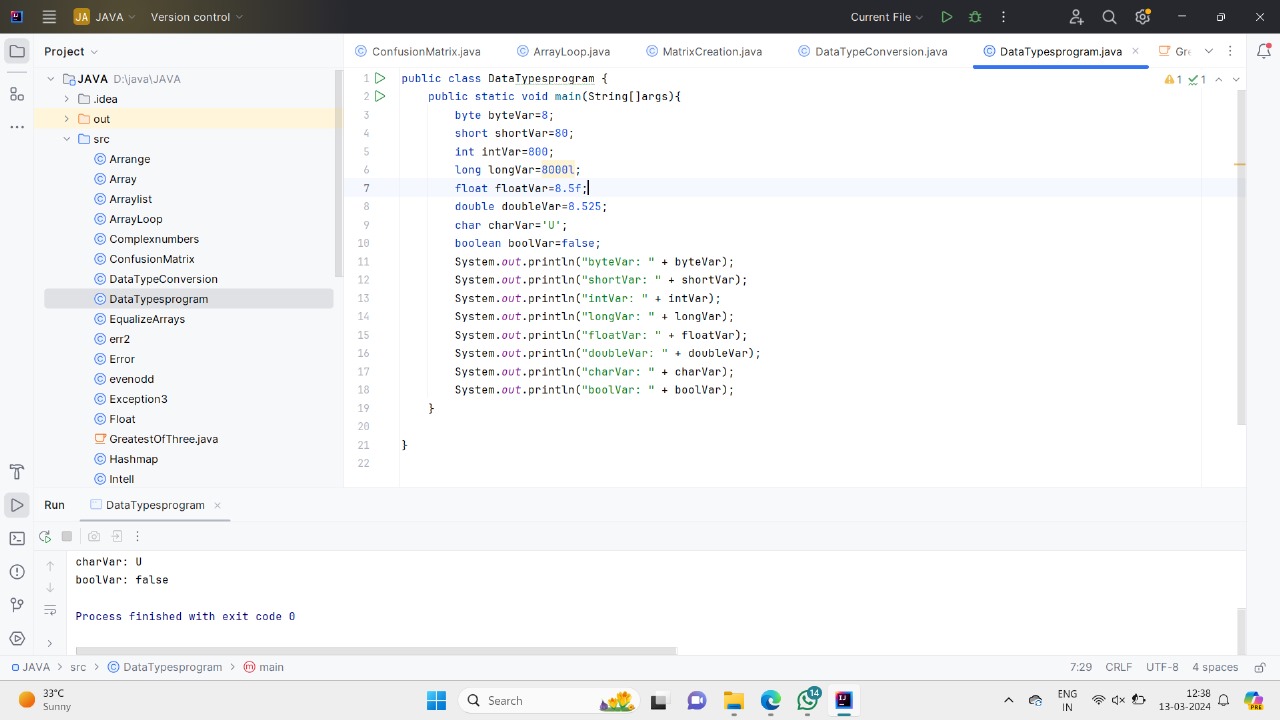 JA JAVA Version control Current File
Project
ConfusionMatrix.java ArrayLoop.java MatrixCreation.java DataTypeConversion.java DataTypesprogram.java Gre
JAVA D:\java\JAVA
.idea
out
src
Arrange
Array
Arraylist
ArrayLoop
Complexnumbers
ConfusionMatrix
DataTypeConversion
DataTypesprogram
EqualizeArrays
err2
Error
evenodd
Exception3
Float
GreatestOfThree.java
Hashmap
Intell
1 1
1 public class DataTypesprogram {
2 public static void main(String[]args){
3 byte byteVar=8;
4 short shortVar=80;
5 int intVar=800;
6 long longVar=8000l;
7 float floatVar=8.5f;
8 double doubleVar=8.525;
9 char charVar='U';
10 boolean boolVar=false;
11 System.out.println("byteVar: " + byteVar);
12 System.out.println("shortVar: " + shortVar);
13 System.out.println("intVar: " + intVar);
14 System.out.println("longVar: " + longVar);
15 System.out.println("floatVar: " + floatVar);
16 System.out.println("doubleVar: " + doubleVar);
17 System.out.println("charVar: " + charVar);
18 System.out.println("boolVar: " + boolVar);
19 }
20
21 }
22
Run DataTypesprogram
charVar: U
boolVar: false
Process finished with exit code 0
JAVA > src > DataTypesprogram > main 7:29 CRLF UTF-8 4 spaces
33°C
Sunny
Search
14
ENG
IN
12:38
13-03-2024
PRE